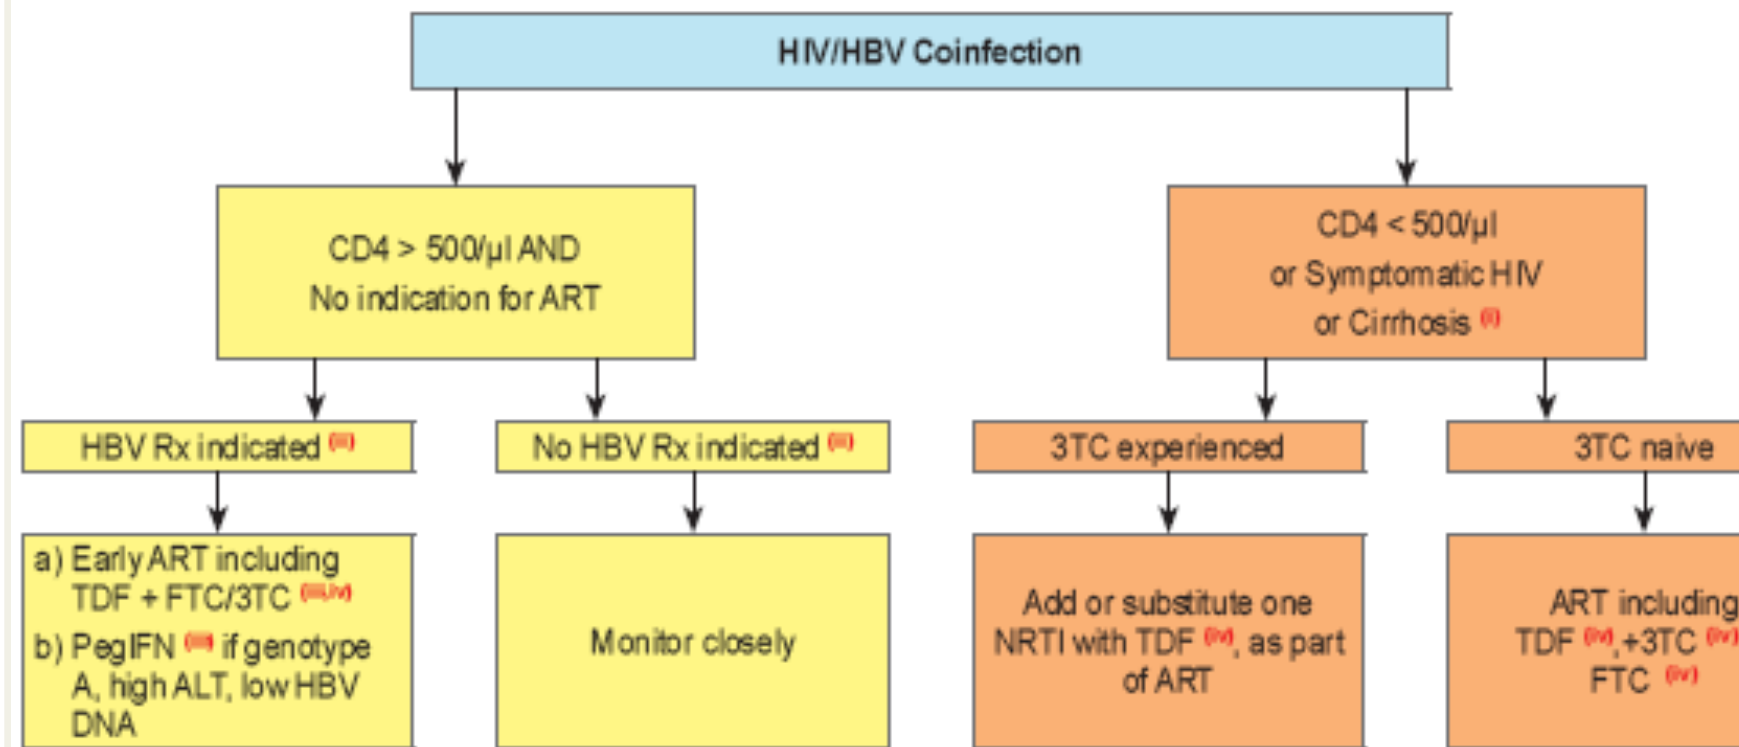 HIV/HBV Coinfection
CD4 > 500/µl AND
No indication for ART
CD4 < 500/µl
or Symptomatic HIV
or Cirrhosis (i)
HBV Rx indicated (ii)
No HBV Rx indicated (ii)
3TC experienced
3TC naive
a) Early ART including
TDF + FTC/3TC (iii,iv)
b) PegIFN (iii) if genotype
A, high ALT, low HBV
DNA
Monitor closely
Add or substitute one
NRTI with TDF (iv), as part
of ART
ART including
TDF (iv),+3TC (iv)
FTC (iv)